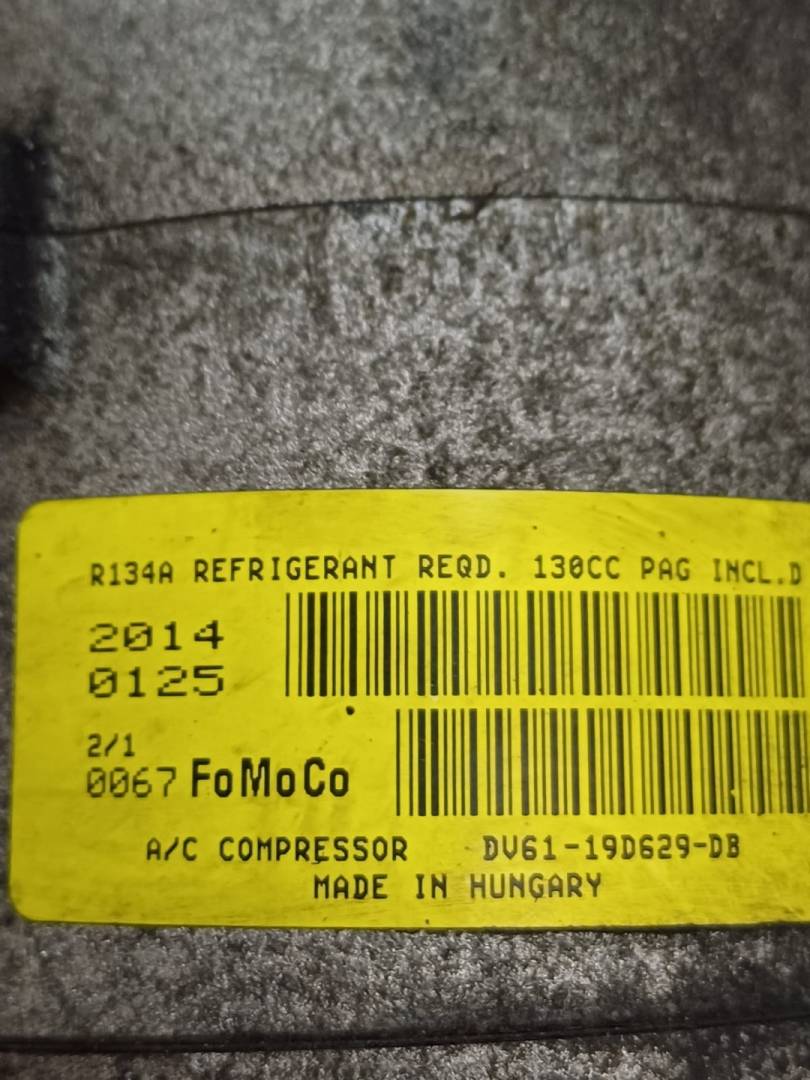 R134A REFRIGERANT REQD. 130CC PAG INCL.D
2014
0125
2/1
0067 FoMoCo
A/C COMPRESSOR DV61-19D629-DB
MADE IN HUNGARY